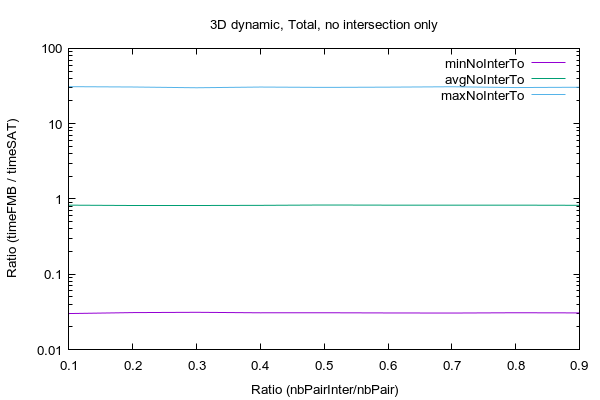 3D dynamic, Total, no intersection only
100
10
1
0.1
0.01
Ratio (timeFMB / timeSAT)
minNoInterTo
avgNoInterTo
maxNoInterTo
0.1 0.2 0.3 0.4 0.5 0.6 0.7 0.8 0.9
Ratio (nbPairInter/nbPair)